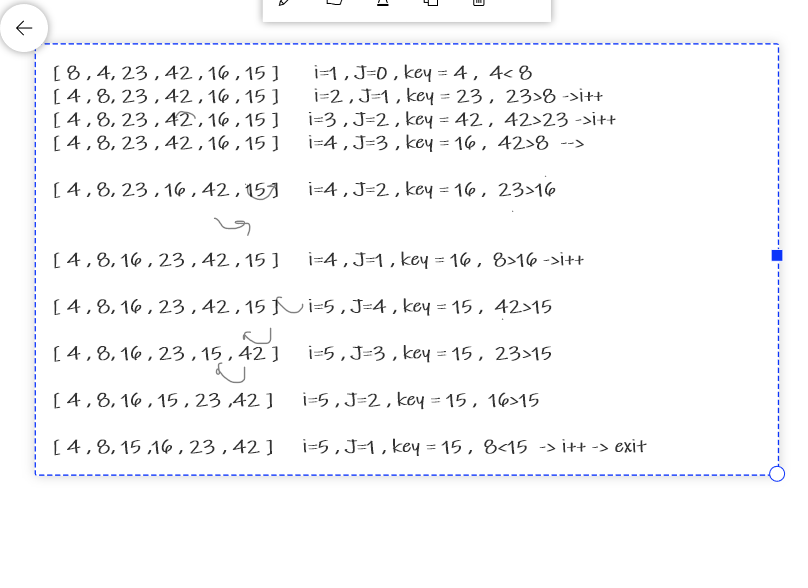 [ 8 , 4, 23 , 42 , 16 , 15 ] i=1 , J=0 , key = 4 , 4< 8
[ 4 , 8, 23 , 42 , 16 , 15 ] i=2 , J=1 , key = 23 , 23>8 ->i++
[ 4 , 8, 23 , 42 , 16 , 15 ] i=3 , J=2 , key = 42 , 42>23 ->i++
[ 4 , 8, 23 , 42 , 16 , 15 ] i=4 , J=3 , key = 16 , 42>8 -->
[ 4 , 8, 23 , 16 , 42 , 15 ] i=4 , J=2 , key = 16 , 23>16
[ 4 , 8, 16 , 23 , 42 , 15 ] i=4 , J=1 , key = 16 , 8>16 ->i++
[ 4 , 8, 16 , 23 , 42 , 15 ] i=5 , J=4 , key = 15 , 42>15
[ 4 , 8, 16 , 23 , 15 , 42 ] i=5 , J=3 , key = 15 , 23>15
[ 4 , 8, 16 , 15 , 23 ,42 ] i=5 , J=2 , key = 15 , 16>15
[ 4 , 8, 15 ,16 , 23 , 42 ] i=5 , J=1 , key = 15 , 8<15 -> i++ -> exit